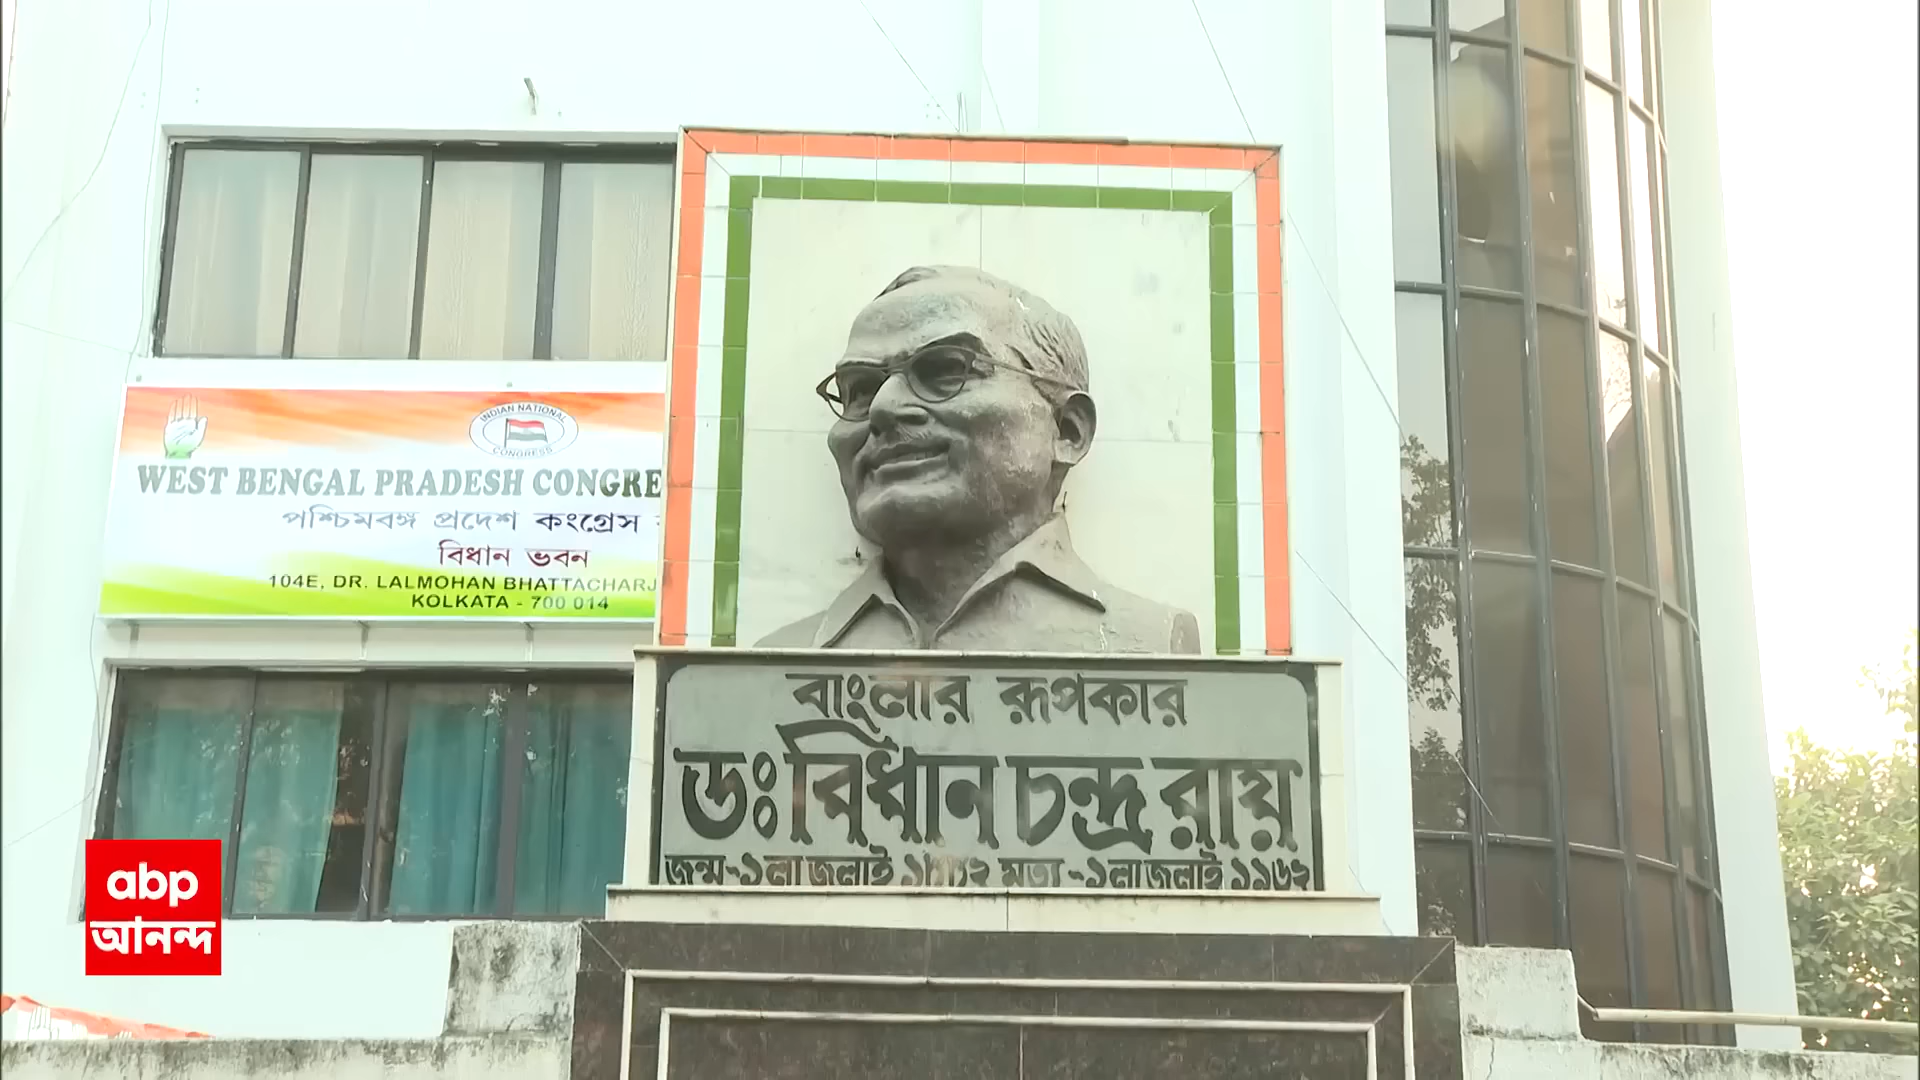 INDIAN NATIONAL
CONGRESS
WEST BENGAL PRADESH CONGRE
পশ্চিমবঙ্গ প্রদেশ কংগ্রেস
বিধান ভবন
104E, DR. LALMOHAN BHATTACHARJ
KOLKATA - 700 014
বাংলার রূপকার
ডঃ বিধান চন্দ্র রায়
জন্ম-১লা জুলাই ১৮৮২ মৃত্যু-১লা জুলাই ১৯৬২
abp
আনন্দ